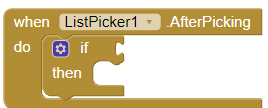 when ListPicker1 .AfterPicking
do if
then